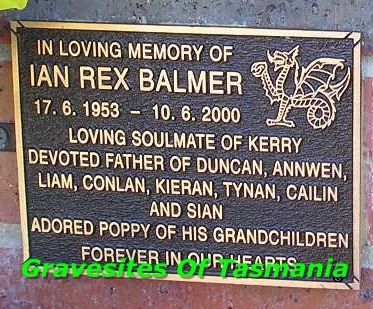 IN LOVING MEMORY OF
IAN REX BALMER
17. 6. 1953 – 10. 6. 2000
LOVING SOULMATE OF KERRY
DEVOTED FATHER OF DUNCAN, ANNWEN,
LIAM, CONLAN, KIERAN, TYNAN, CAILIN
AND SIAN
ADORED POPPY OF HIS GRANDCHILDREN
FOREVER IN OUR HEARTS
Gravesites Of Tasmania